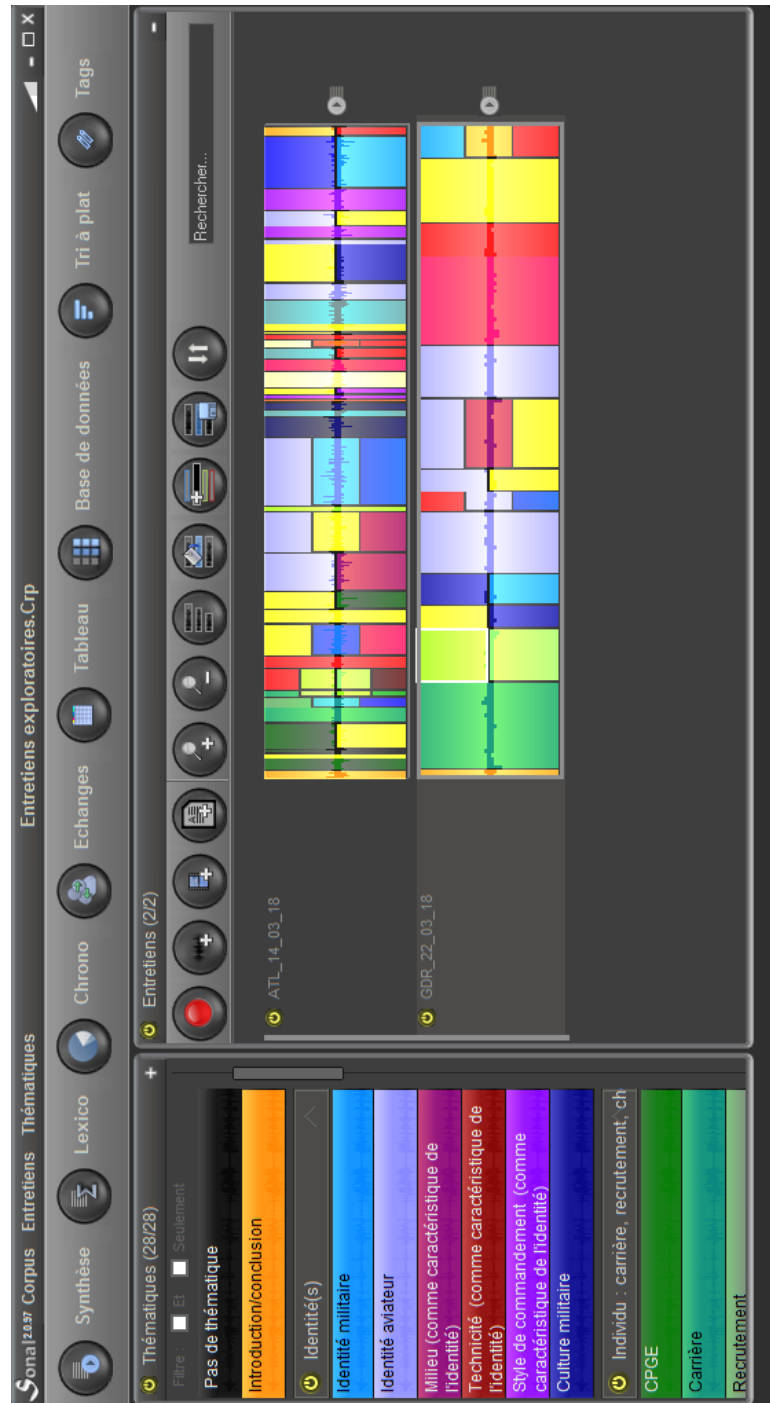 Sonal 2.0.97 Corpus Entretiens Thématiques Entretiens exploratoires.Crp
Synthèse Lexico Chrono Echanges Tableau Base de données Tri à plat Tags
Thématiques (28/28)
Filtre : Et Seulement
Pas de thématique
Introduction/conclusion
Identité(s)
Identité militaire
Identité aviateur
Milieu (comme caractéristique de
l'identité)
Technicité (comme caractéristique de
l'identité)
Style de commandement (comme
caractéristique de l'identité)
Culture militaire
Individu : carrière, recrutement, ch
CPGE
Carrière
Recrutement
Entretiens (2/2)
Rechercher...
ATL_14_03_18
GDR_22_03_18